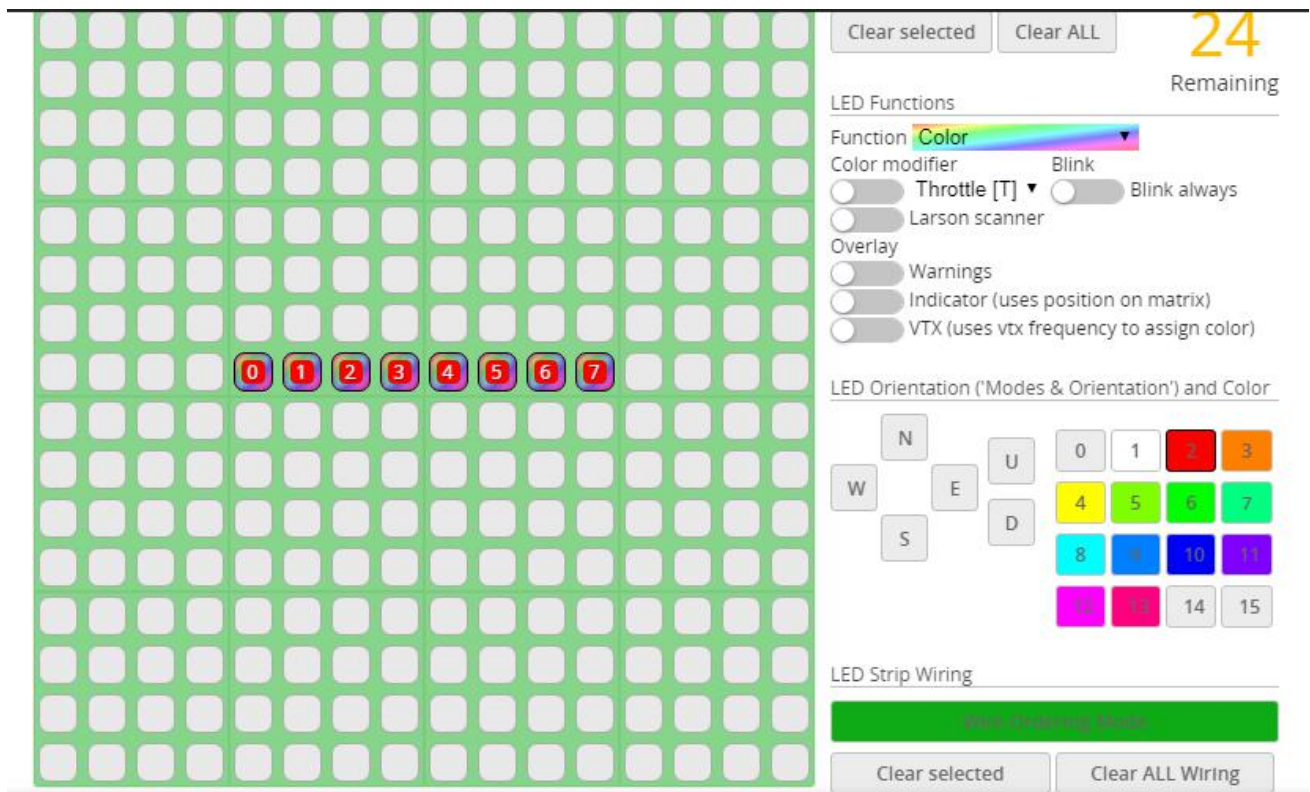 Clear selected Clear ALL 24
Remaining
LED Functions
Function Color
Color modifier Blink
Throttle [T] Blink always
Larson scanner
Overlay
Warnings
Indicator (uses position on matrix)
VTX (uses vtx frequency to assign color)
0 1 2 3 4 5 6 7
LED Orientation ('Modes & Orientation') and Color
N
W E
S
U
D
0 1 2 3
4 5 6 7
8 9 10 11
12 13 14 15
LED Strip Wiring
Wire Ordering Mode
Clear selected Clear ALL Wiring